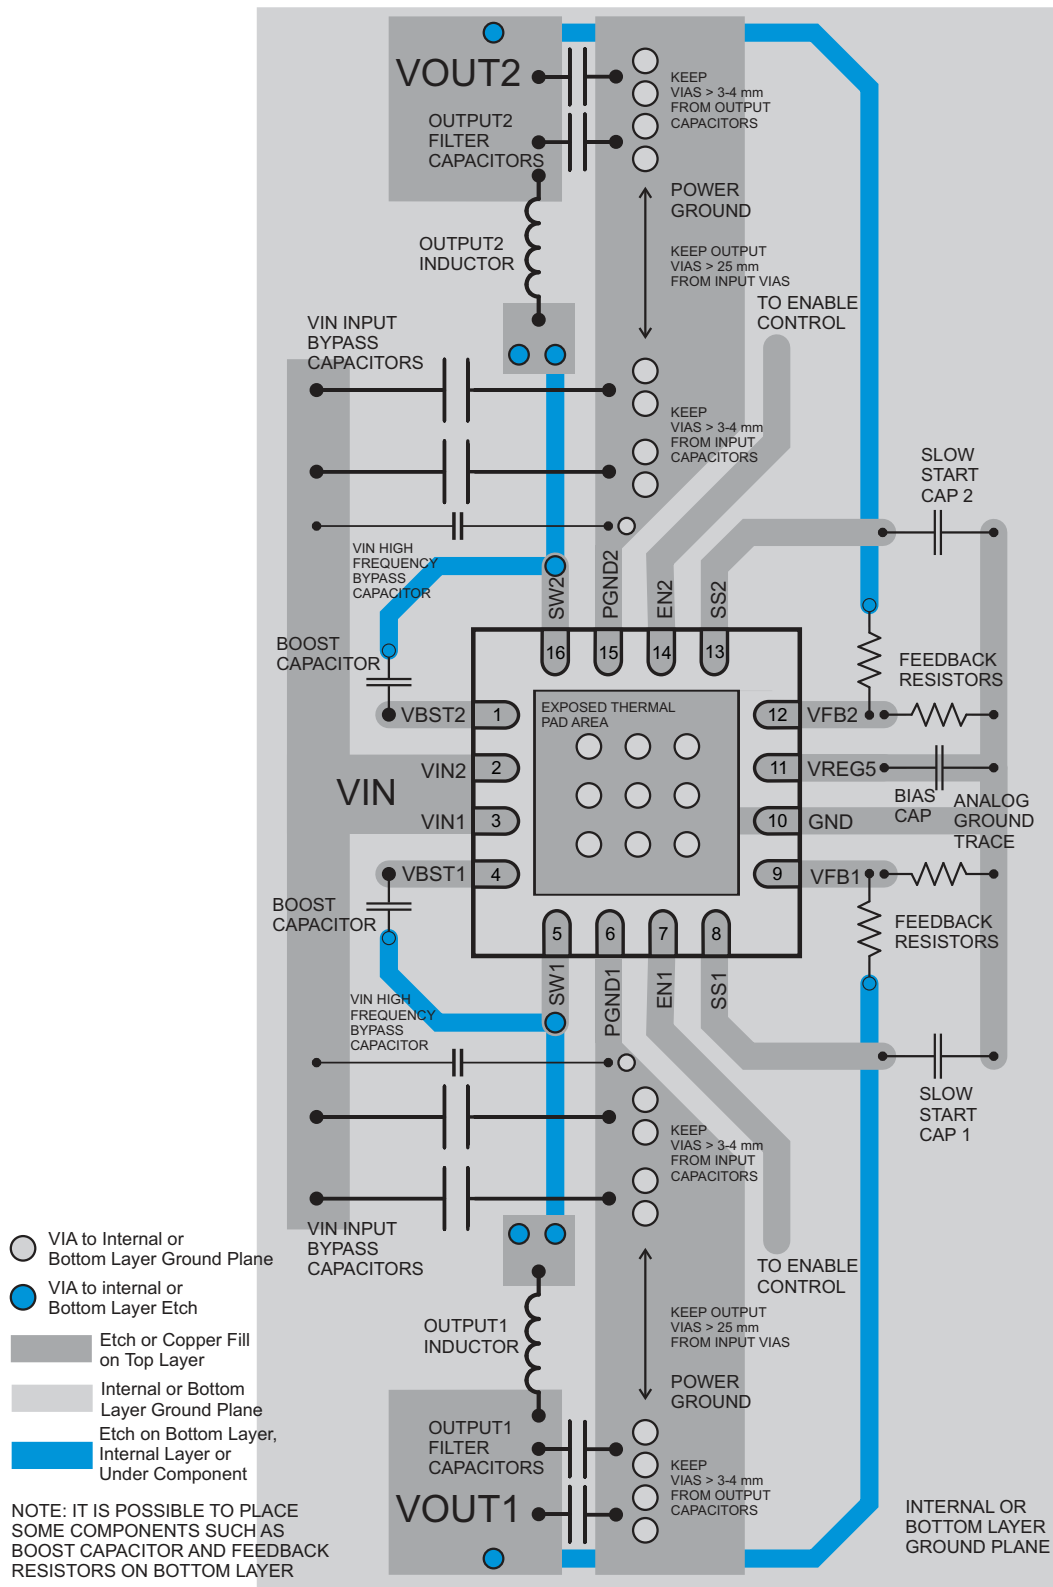 VOUT2
KEEP
VIAS > 3-4 mm
FROM OUTPUT
CAPACITORS
OUTPUT2
FILTER
CAPACITORS
POWER
GROUND
OUTPUT2
INDUCTOR
KEEP OUTPUT
VIAS > 25 mm
FROM INPUT VIAS
TO ENABLE
CONTROL
VIN INPUT
BYPASS
CAPACITORS
KEEP
VIAS > 3-4 mm
FROM INPUT
CAPACITORS
SLOW
START
CAP 2
VIN HIGH
FREQUENCY
BYPASS
CAPACITOR
SW2
PGND2
EN2
SS2
BOOST
CAPACITOR
16
15
14
13
FEEDBACK
RESISTORS
VBST2
1
EXPOSED THERMAL
PAD AREA
12
VFB2
VIN2
2
11
VREG5
VIN
BIAS
CAP
ANALOG
GROUND
TRACE
VIN1
3
10
GND
VBST1
4
9
VFB1
BOOST
CAPACITOR
5
6
7
8
FEEDBACK
RESISTORS
SW1
PGND1
EN1
SS1
VIN HIGH
FREQUENCY
BYPASS
CAPACITOR
SLOW
START
CAP 1
KEEP
VIAS > 3-4 mm
FROM INPUT
CAPACITORS
VIN INPUT
BYPASS
CAPACITORS
TO ENABLE
CONTROL
VIA to Internal or
Bottom Layer Ground Plane
VIA to internal or
Bottom Layer Etch
KEEP OUTPUT
VIAS > 25 mm
FROM INPUT VIAS
OUTPUT1
INDUCTOR
Etch or Copper Fill
on Top Layer
POWER
GROUND
Internal or Bottom
Layer Ground Plane
OUTPUT1
FILTER
CAPACITORS
Etch on Bottom Layer,
Internal Layer or
Under Component
KEEP
VIAS > 3-4 mm
FROM OUTPUT
CAPACITORS
VOUT1
NOTE: IT IS POSSIBLE TO PLACE
SOME COMPONENTS SUCH AS
BOOST CAPACITOR AND FEEDBACK
RESISTORS ON BOTTOM LAYER
INTERNAL OR
BOTTOM LAYER
GROUND PLANE